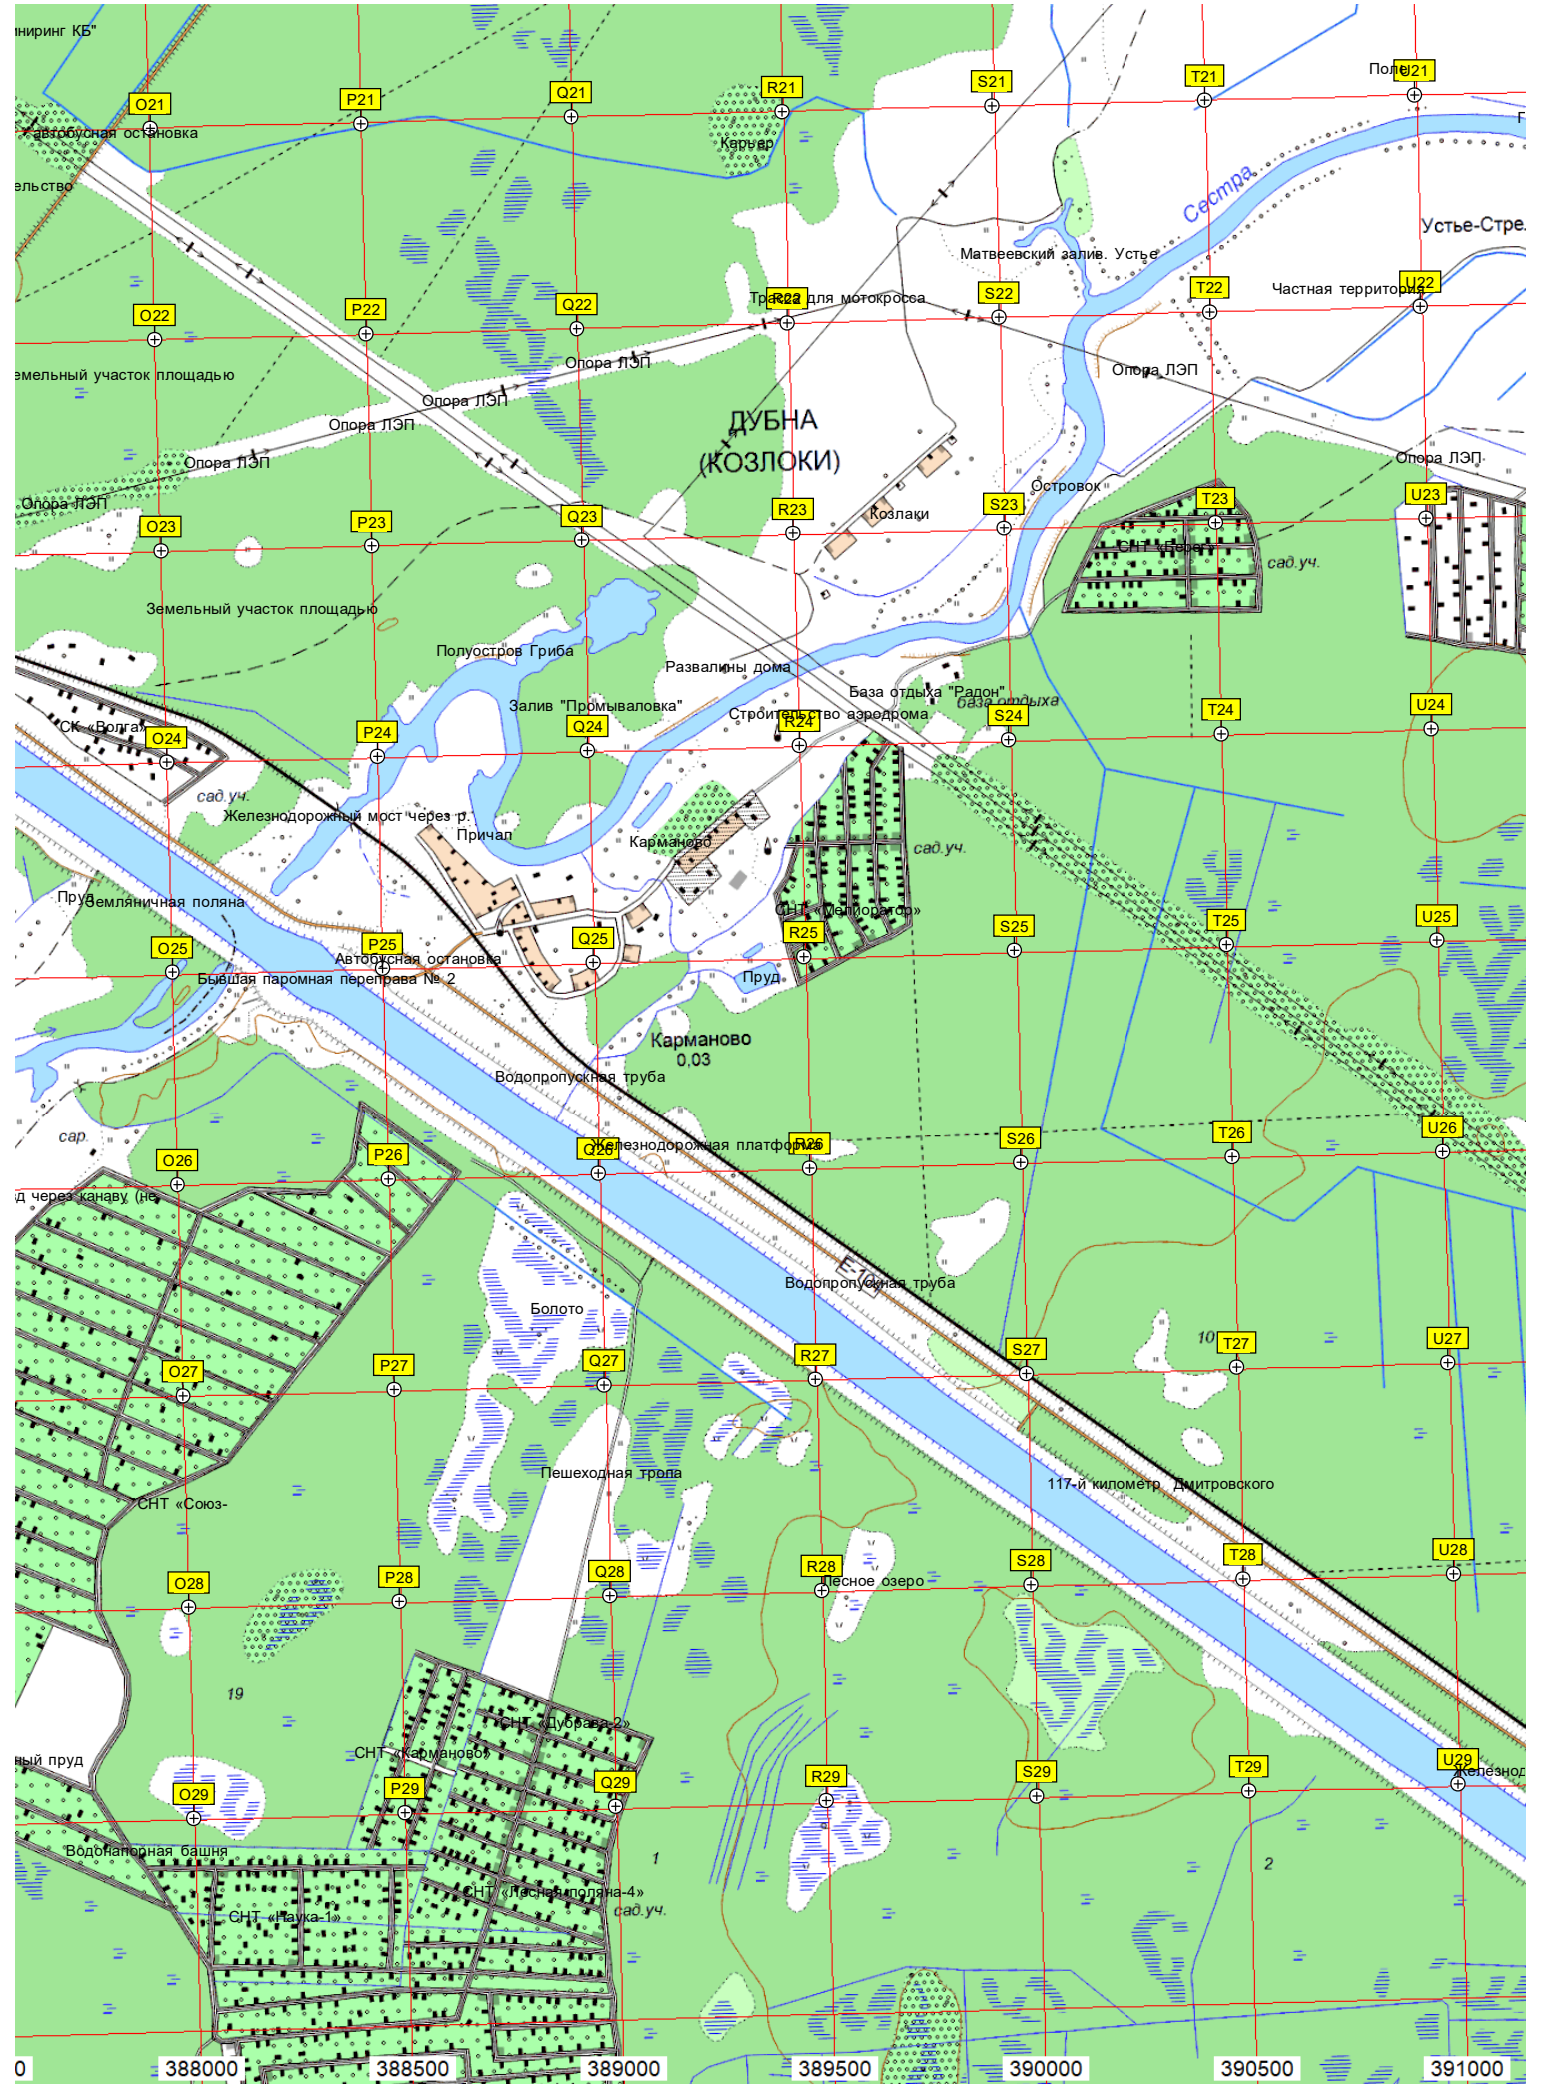 ниринг КБ"
Поле
U21
T21
S21
R21
Q21
P21
O21
автобусная остановка
Карьер
ельство
Сестра
Устье-Стре
Матвеевский залив. Устье
Частная территория
U22
T22
S22
Трасса для мотокросса
R22
Q22
P22
O22
Опора ЛЭП
Опора ЛЭП
емельный участок площадью
Опора ЛЭП
Опора ЛЭП
ДУБНА
(КОЗЛОКИ)
Опора ЛЭП
Опора ЛЭП
Опора ЛЭП
Островок
U23
T23
S23
R23
Q23
P23
O23
Козлаки
СНТ «Берег»
сад.уч.
Земельный участок площадью
Полуостров Гриба
Развалины дома
База отдыха "Радон"
база отдыха
Залив "Промываловка"
Строительство аэродрома
U24
T24
S24
R24
Q24
P24
СК «Волга»
O24
сад.уч.
Железнодорожный мост через р.
Причал
Карманово
сад.уч.
Пруд
Земляничная поляна
СНТ «Мелиоратор»
U25
T25
S25
R25
Q25
P25
O25
Автобусная остановка
Бывшая паромная переправа № 2
Пруд
Карманово
0,03
Водопропускная труба
сар.
Железнодорожная платформа
U26
T26
S26
R26
Q26
P26
O26
д через канаву (не
E-104
Водопропускная труба
Болото
10
U27
T27
S27
R27
Q27
P27
O27
Пешеходная тропа
117-й километр Дмитровского
СНТ «Союз-
U28
T28
S28
R28
Q28
P28
O28
Лесное озеро
19
СНТ «Дубрава-2»
СНТ «Карманово»
ный пруд
U29
Железнод
T29
S29
R29
Q29
P29
O29
Водонапорная башня
1
2
СНТ «Лесная поляна-4»
сад.уч.
СНТ «Наука-1»
0
388000
388500
389000
389500
390000
390500
391000